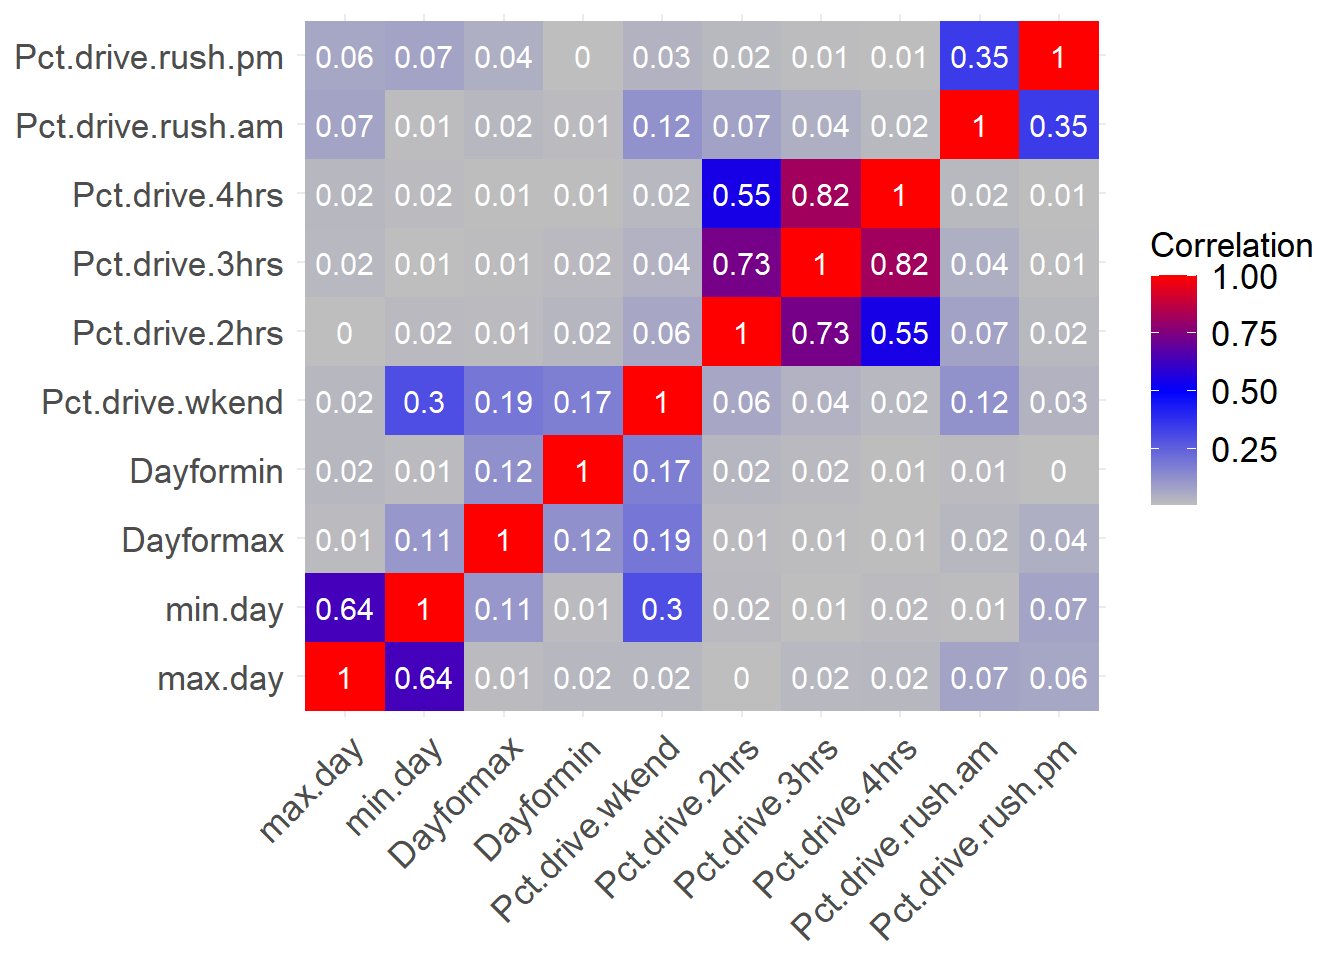 Pct.drive.rush.pm 0.06 0.07 0.04 0 0.03 0.02 0.01 0.01 0.35 1
Pct.drive.rush.am 0.07 0.01 0.02 0.01 0.12 0.07 0.04 0.02 1 0.35
Pct.drive.4hrs 0.02 0.02 0.01 0.01 0.02 0.55 0.82 1 0.02 0.01
Pct.drive.3hrs 0.02 0.01 0.01 0.02 0.04 0.73 1 0.82 0.04 0.01
Pct.drive.2hrs 0 0.02 0.01 0.02 0.06 1 0.73 0.55 0.07 0.02
Pct.drive.wkend 0.02 0.3 0.19 0.17 1 0.06 0.04 0.02 0.12 0.03
Dayformin 0.02 0.01 0.12 1 0.17 0.02 0.02 0.01 0.01 0
Dayformax 0.01 0.11 1 0.12 0.19 0.01 0.01 0.01 0.02 0.04
min.day 0.64 1 0.11 0.01 0.3 0.02 0.01 0.02 0.01 0.07
max.day 1 0.64 0.01 0.02 0.02 0 0.02 0.02 0.07 0.06
max.day
min.day
Dayformax
Dayformin
Pct.drive.wkend
Pct.drive.2hrs
Pct.drive.3hrs
Pct.drive.4hrs
Pct.drive.rush.am
Pct.drive.rush.pm
Correlation
1.00
0.75
0.50
0.25